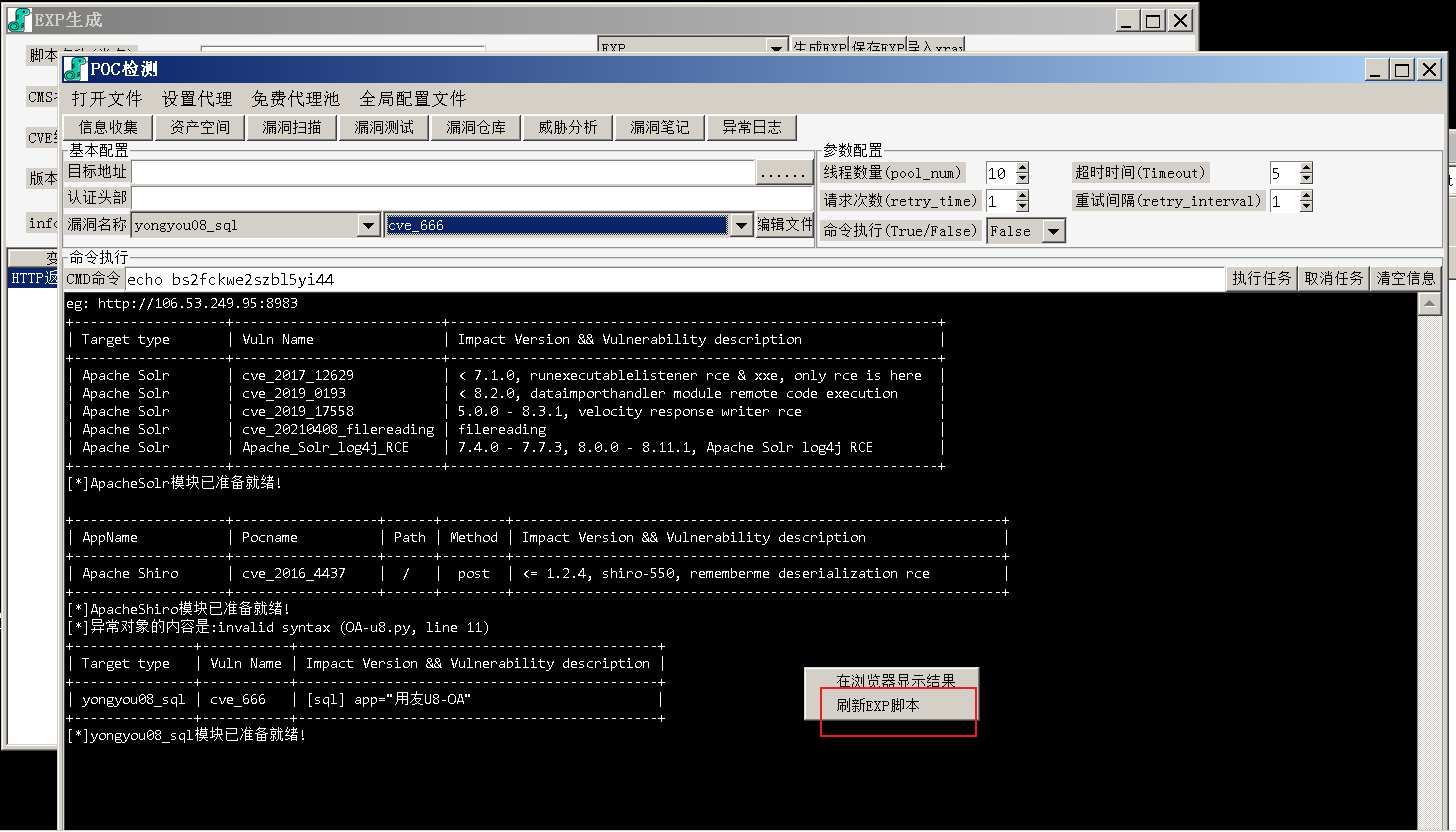 EXP生成
EXP 生成EXP 保存EXP
脚本
CMS
CVE
版本
info
HTTP返
POC检测
打开文件 设置代理 免费代理池 全局配置文件
信息收集 资产空间 漏洞扫描 漏洞测试 漏洞仓库 威胁分析 漏洞笔记 异常日志
基本配置
目标地址 ......
认证头部
漏洞名称 yongyou08_sql cve_666 编辑文件
参数配置
线程数量(pool_num) 10 超时时间(Timeout) 5
请求次数(retry_time) 1 重试间隔(retry_interval) 1
命令执行(True/False) False
命令执行
CMD命令 echo bs2fckwe2szbl5yi44 执行任务 取消任务 清空信息
eg: http://106.53.249.95:8983
| Target type | Vuln Name | Impact Version && Vulnerability description |
| Apache Solr | cve_2017_12629 | < 7.1.0, runexecutablelistener rce & xxe, only rce is here |
| Apache Solr | cve_2019_0193 | < 8.2.0, dataimporthandler module remote code execution |
| Apache Solr | cve_2019_17558 | 5.0.0 - 8.3.1, velocity response writer rce |
| Apache Solr | cve_20210408_filereading | filereading |
| Apache Solr | Apache_Solr_log4j_RCE | 7.4.0 - 7.7.3, 8.0.0 - 8.11.1, Apache Solr log4j RCE |
[*]ApacheSolr模块已准备就绪!
| AppName | Pocname | Path | Method | Impact Version && Vulnerability description |
| Apache Shiro | cve_2016_4437 | / | post | <= 1.2.4, shiro-550, rememberme deserialization rce |
[*]ApacheShiro模块已准备就绪!
[*]异常对象的内容是:invalid syntax (OA-u8.py, line 11)
| Target type | Vuln Name | Impact Version && Vulnerability description |
| yongyou08_sql | cve_666 | [sql] app="用友U8-OA" |
[*]yongyou08_sql模块已准备就绪!
在浏览器显示结果
刷新EXP脚本